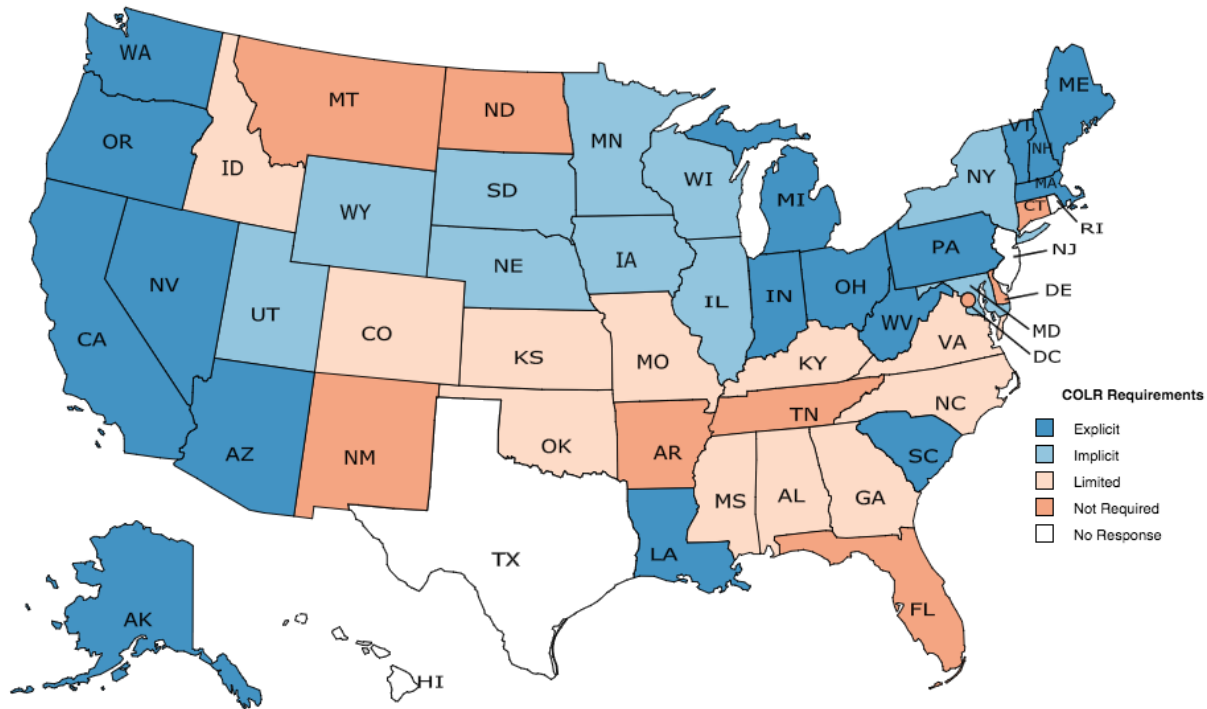 WA
MT
ND
ME
OR
ID
MN
VT
NH
SD
WI
NY
MA
WY
MI
CT
RI
NE
IA
PA
NJ
NV
UT
IL
IN
OH
DE
CA
CO
WV
MD
KS
MO
KY
VA
DC
COLR Requirements
AZ
NM
OK
AR
TN
NC
Explicit
MS
AL
GA
SC
Implicit
Limited
TX
LA
Not Required
No Response
AK
FL
HI